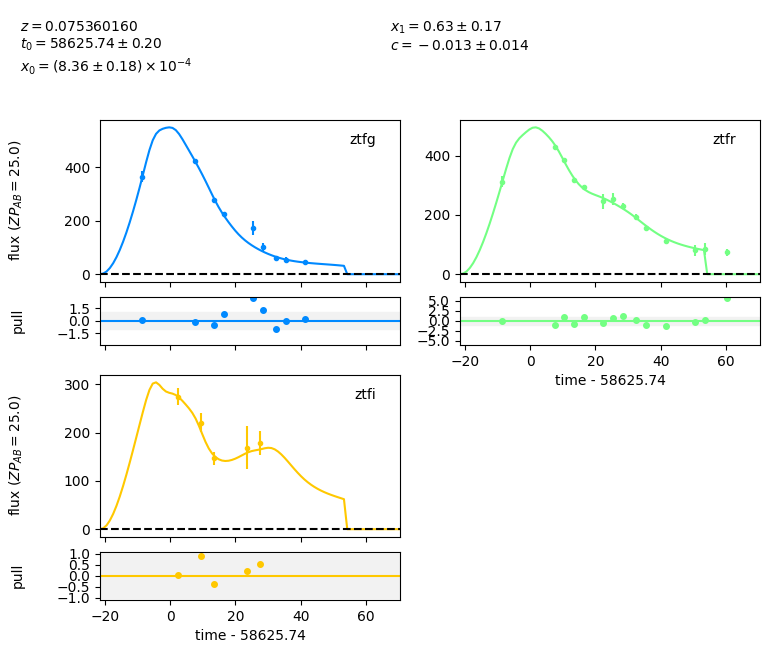 z = 0.075360160
t₀ = 58625.74 ± 0.20
x₀ = (8.36 ± 0.18) × 10⁻⁴
x₁ = 0.63 ± 0.17
c = −0.013 ± 0.014
ztfg
flux (ZP_AB = 25.0)
400
200
0
ztfr
400
200
0
pull
1.5
0.0
−1.5
5.0
2.5
0.0
−2.5
−5.0
−20 0 20 40 60
time - 58625.74
ztfi
flux (ZP_AB = 25.0)
300
200
100
0
pull
1.0
0.5
0.0
−0.5
−1.0
−20 0 20 40 60
time - 58625.74